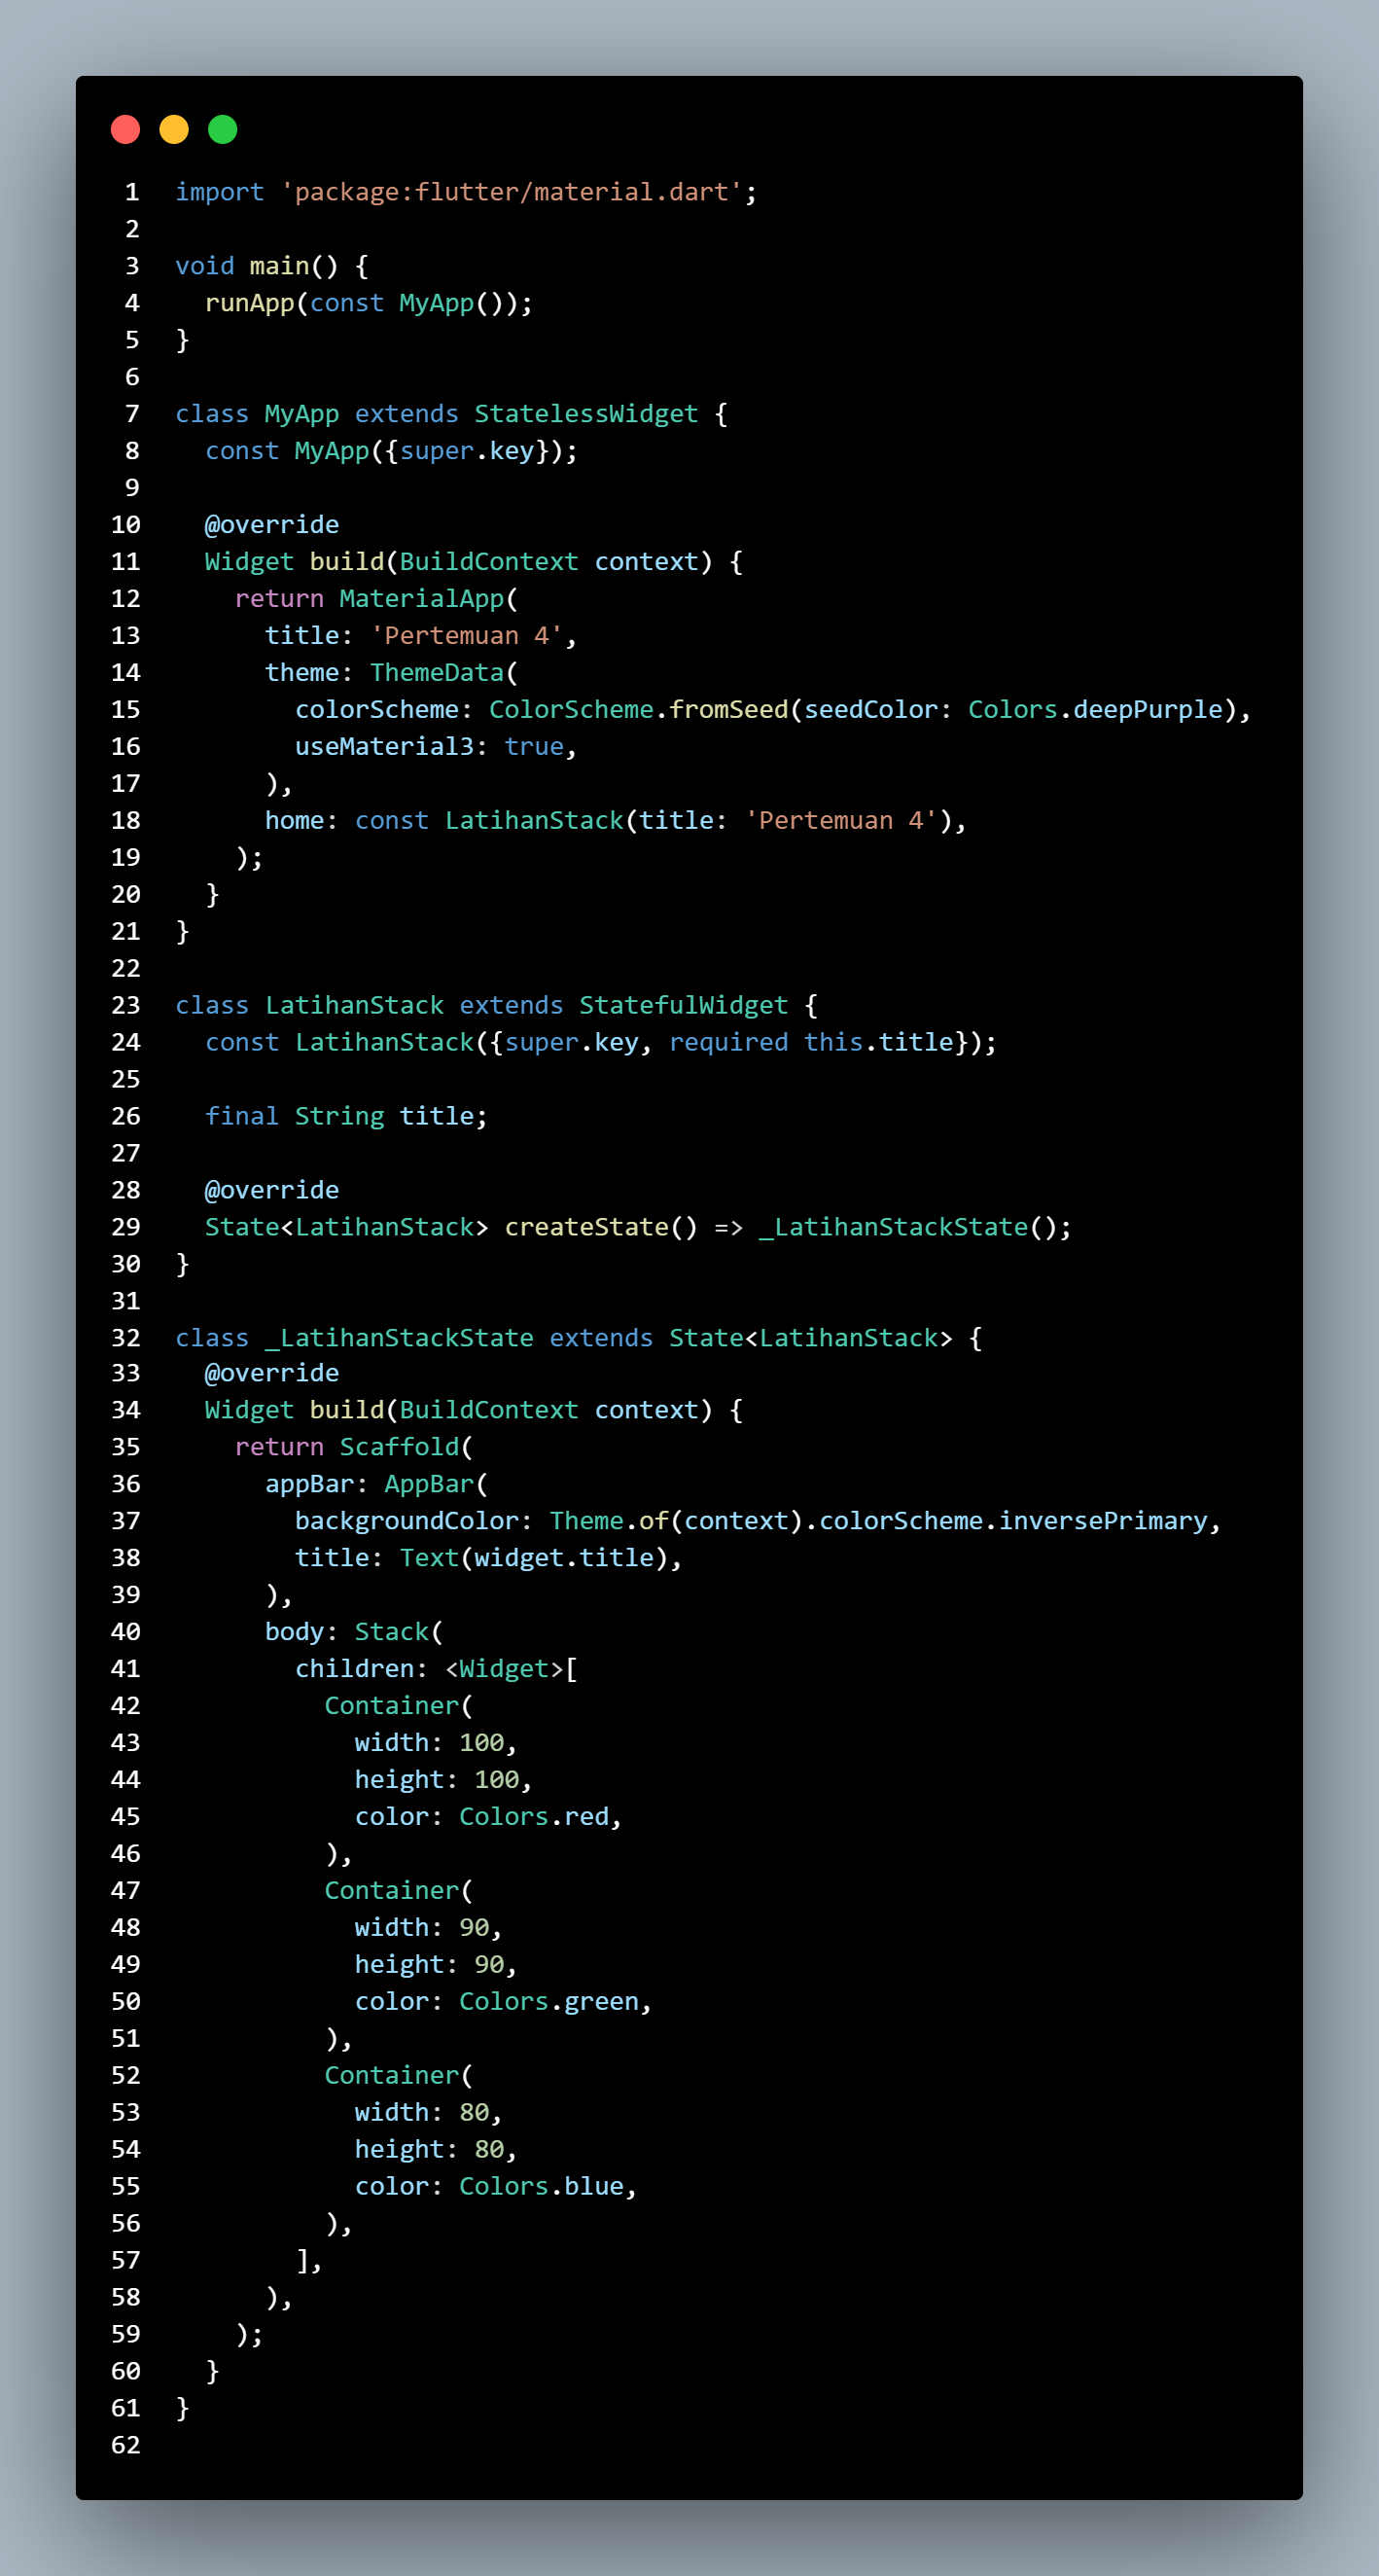 1 import 'package:flutter/material.dart';
2
3 void main() {
4   runApp(const MyApp());
5 }
6
7 class MyApp extends StatelessWidget {
8   const MyApp({super.key});
9
10   @override
11   Widget build(BuildContext context) {
12     return MaterialApp(
13       title: 'Pertemuan 4',
14       theme: ThemeData(
15         colorScheme: ColorScheme.fromSeed(seedColor: Colors.deepPurple),
16         useMaterial3: true,
17       ),
18       home: const LatihanStack(title: 'Pertemuan 4'),
19     );
20   }
21 }
22
23 class LatihanStack extends StatefulWidget {
24   const LatihanStack({super.key, required this.title});
25
26   final String title;
27
28   @override
29   State<LatihanStack> createState() => _LatihanStackState();
30 }
31
32 class _LatihanStackState extends State<LatihanStack> {
33   @override
34   Widget build(BuildContext context) {
35     return Scaffold(
36       appBar: AppBar(
37         backgroundColor: Theme.of(context).colorScheme.inversePrimary,
38         title: Text(widget.title),
39       ),
40       body: Stack(
41         children: <Widget>[
42           Container(
43             width: 100,
44             height: 100,
45             color: Colors.red,
46           ),
47           Container(
48             width: 90,
49             height: 90,
50             color: Colors.green,
51           ),
52           Container(
53             width: 80,
54             height: 80,
55             color: Colors.blue,
56           ),
57         ],
58       ),
59     );
60   }
61 }
62